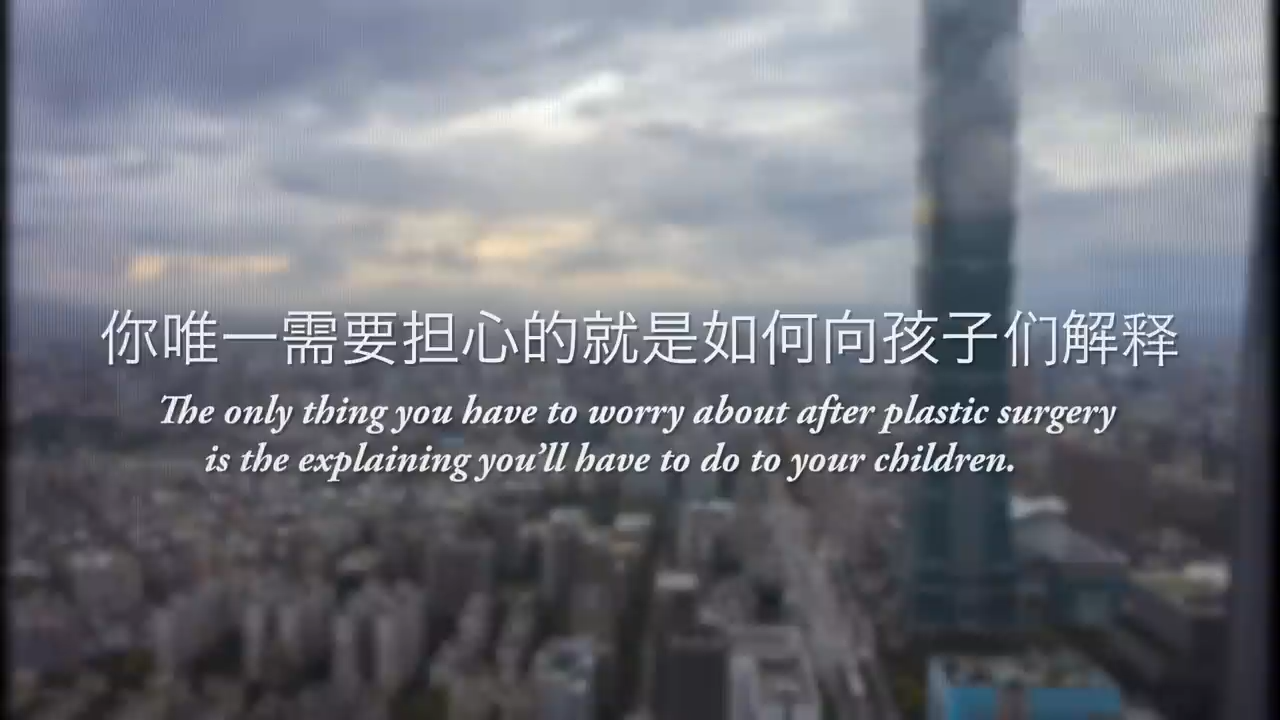 你唯一需要担心的就是如何向孩子们解释
The only thing you have to worry about after plastic surgery
is the explaining you'll have to do to your children.